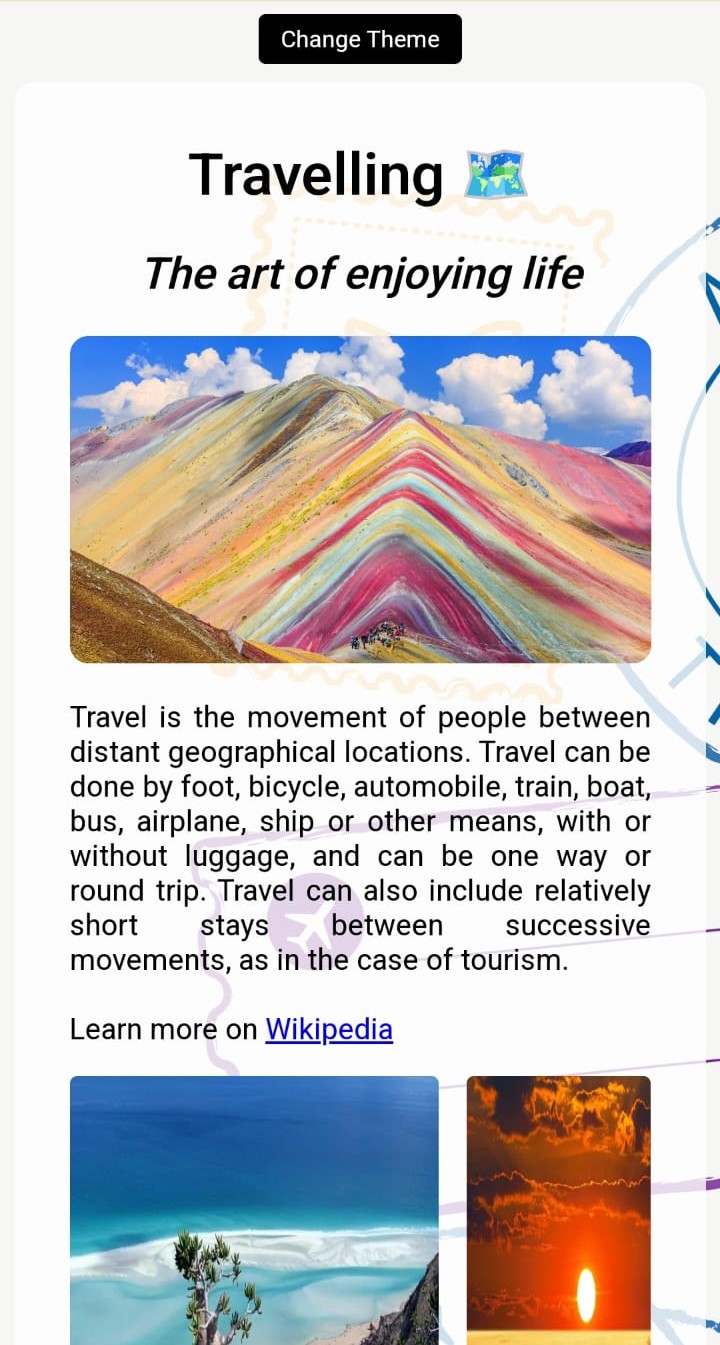 Change Theme
Travelling 🗺️
The art of enjoying life
Travel is the movement of people between
distant geographical locations. Travel can be
done by foot, bicycle, automobile, train, boat,
bus, airplane, ship or other means, with or
without luggage, and can be one way or
round trip. Travel can also include relatively
short stays between successive
movements, as in the case of tourism.
Learn more on Wikipedia